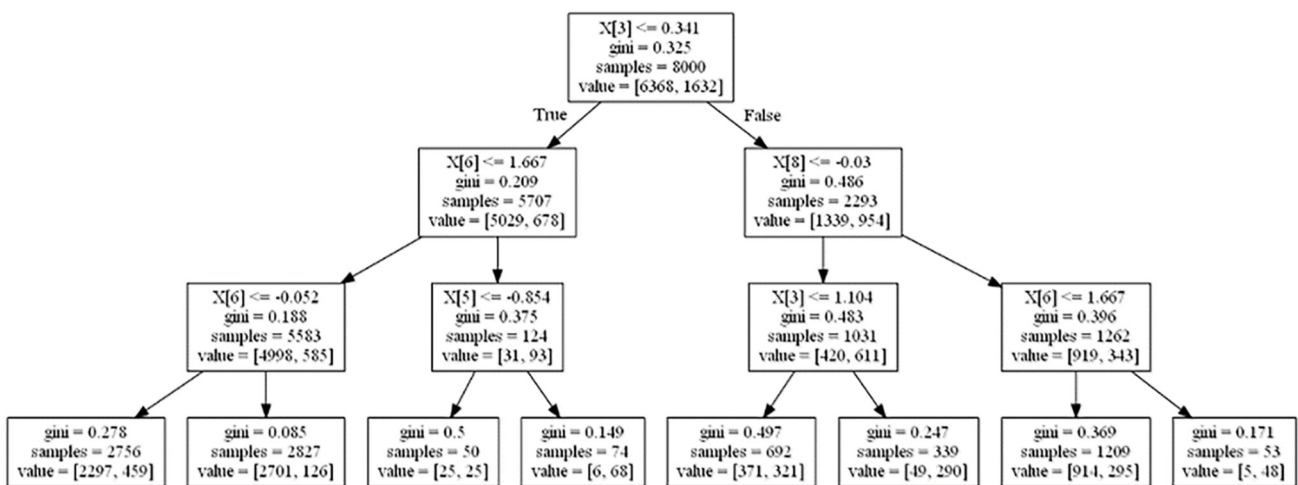 X[3] <= 0.341
gini = 0.325
samples = 8000
value = [6368, 1632]
True
False
X[6] <= 1.667
gini = 0.209
samples = 5707
value = [5029, 678]
X[8] <= -0.03
gini = 0.486
samples = 2293
value = [1339, 954]
X[6] <= -0.052
gini = 0.188
samples = 5583
value = [4998, 585]
X[5] <= -0.854
gini = 0.375
samples = 124
value = [31, 93]
X[3] <= 1.104
gini = 0.483
samples = 1031
value = [420, 611]
X[6] <= 1.667
gini = 0.396
samples = 1262
value = [919, 343]
gini = 0.278
samples = 2756
value = [2297, 459]
gini = 0.085
samples = 2827
value = [2701, 126]
gini = 0.5
samples = 50
value = [25, 25]
gini = 0.149
samples = 74
value = [6, 68]
gini = 0.497
samples = 692
value = [371, 321]
gini = 0.247
samples = 339
value = [49, 290]
gini = 0.369
samples = 1209
value = [914, 295]
gini = 0.171
samples = 53
value = [5, 48]